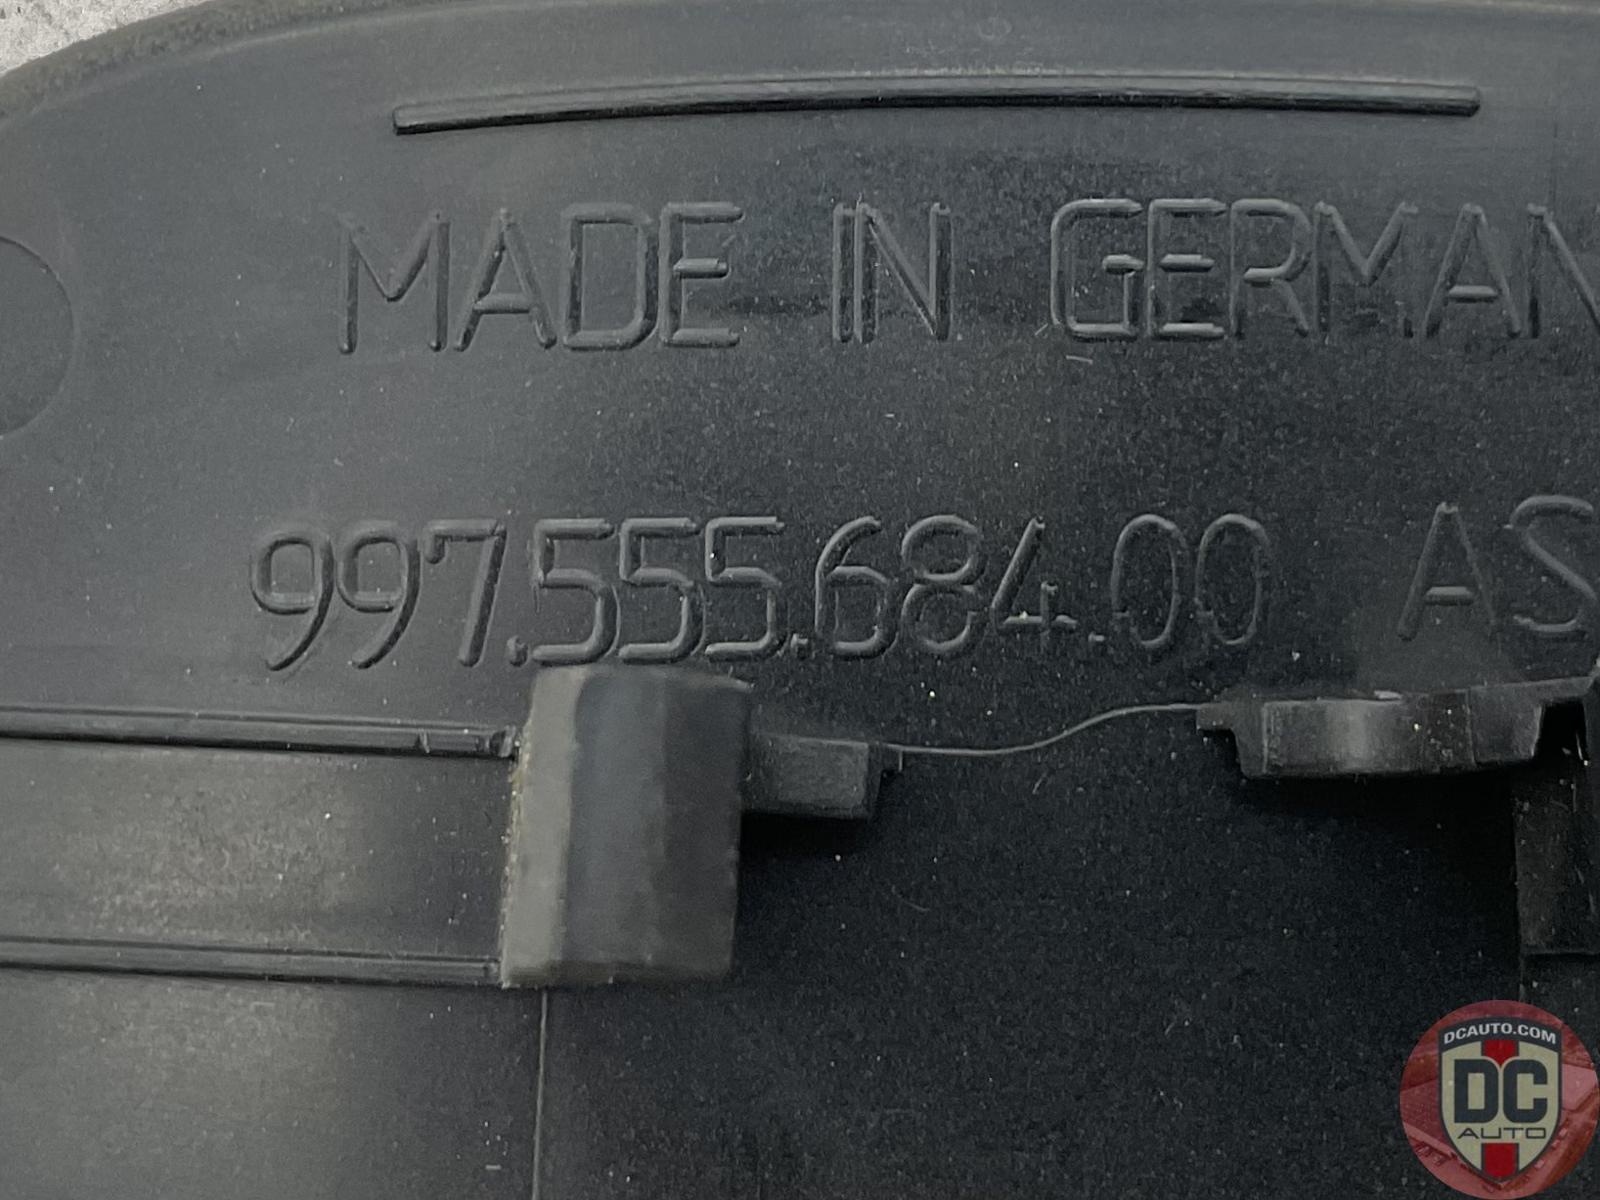 MADE IN GERMAN
997.555.684.00 AS
DCAUTO.COM
DC
AUTO